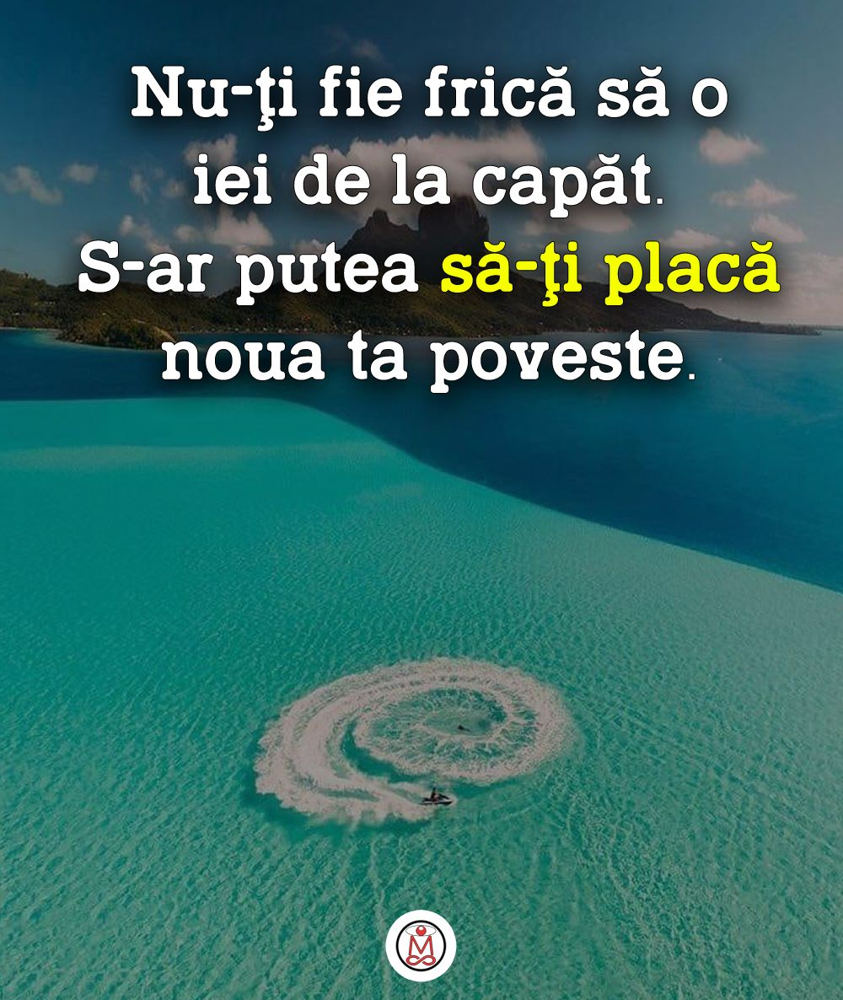 Nu-ţi fie frică să o
iei de la capăt.
S-ar putea să-ţi placă
noua ta poveste.
M